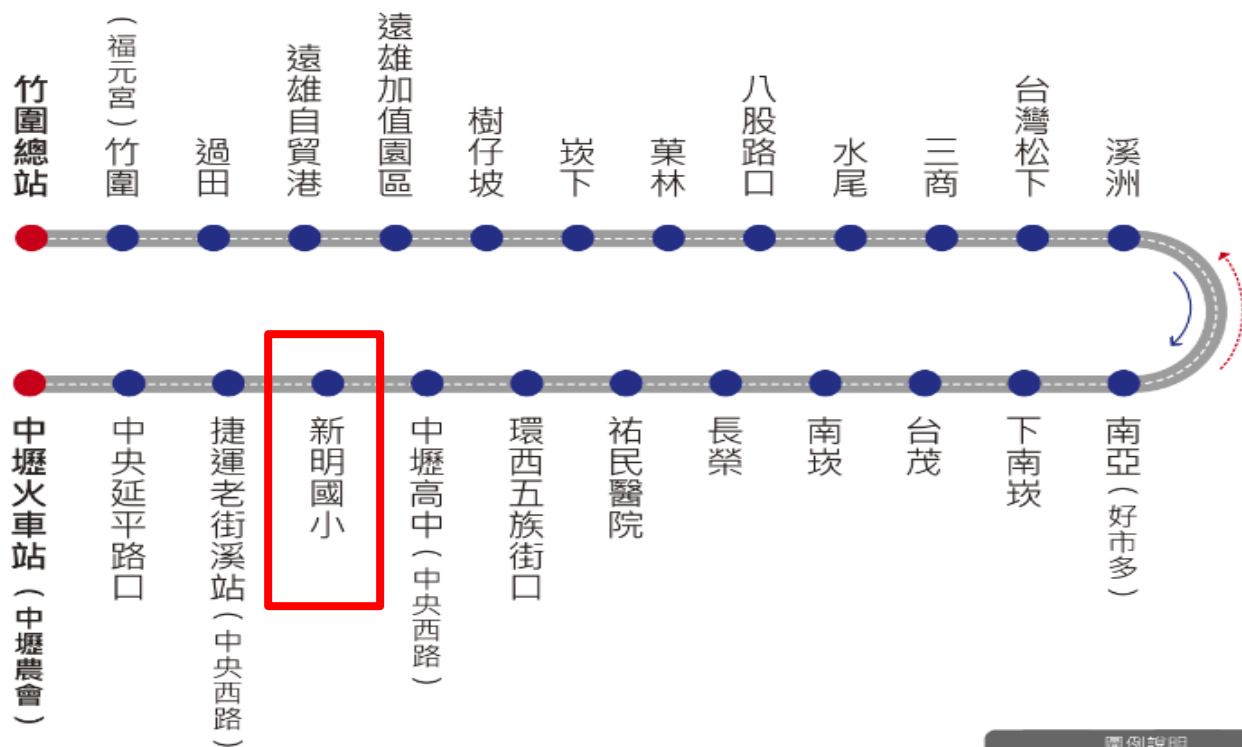 竹圍總站
(福元宮)竹圍
過田
遠雄自貿港
遠雄加值園區
樹仔坡
崁下
菓林
八股路口
水尾
三商
台灣松下
溪洲
中壢火車站(中壢農會)
中央延平路口
捷運老街溪站(中央西路)
新明國小
中壢高中(中央西路)
環西五族街口
祐民醫院
長榮
南崁
台茂
下南崁
南亞(好市多)
圖例說明